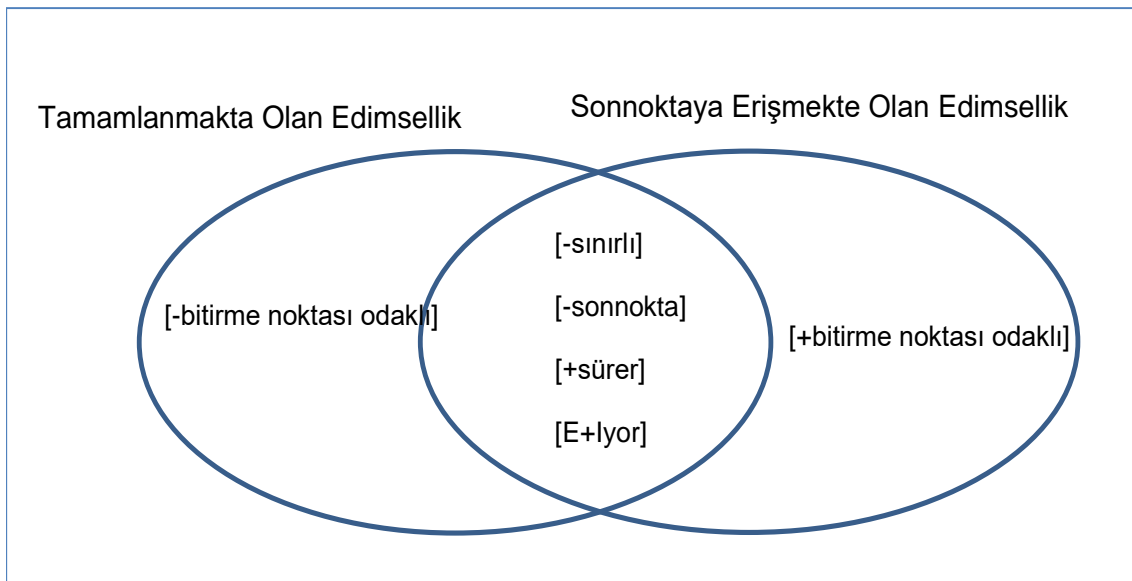 Tamamlanmakta Olan Edimsellik
Sonnoktaya Erişmekte Olan Edimsellik
[-bitirme noktası odaklı]
[-sınırlı]
[-sonnokta]
[+sürer]
[E+Iyor]
[+bitirme noktası odaklı]